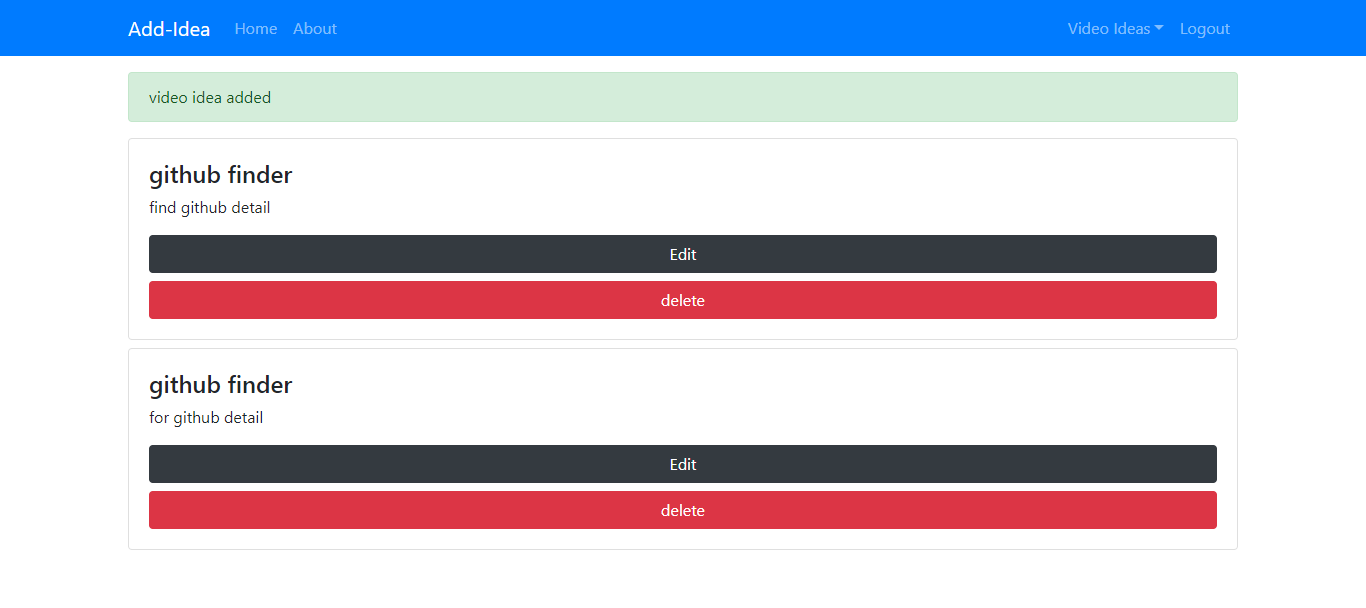 Add-Idea Home About Video Ideas Logout
video idea added
github finder
find github detail
Edit
delete
github finder
for github detail
Edit
delete